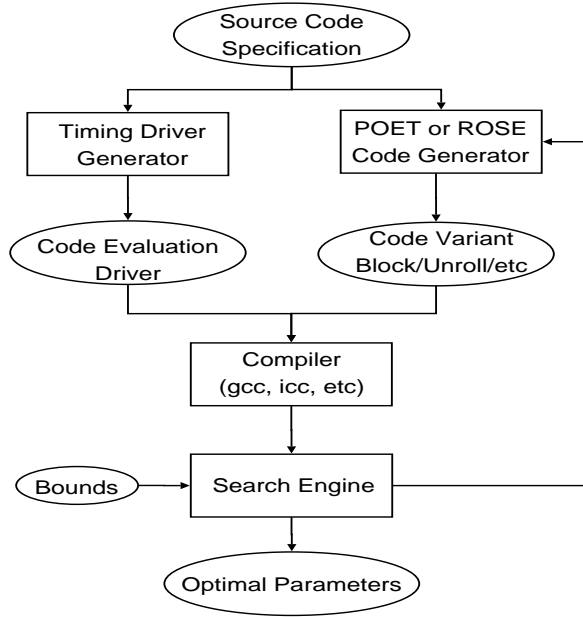 Source Code
Specification
Timing Driver
Generator
POET or ROSE
Code Generator
Code Evaluation
Driver
Code Variant
Block/Unroll/etc
Compiler
(gcc, icc, etc)
Bounds
Search Engine
Optimal Parameters